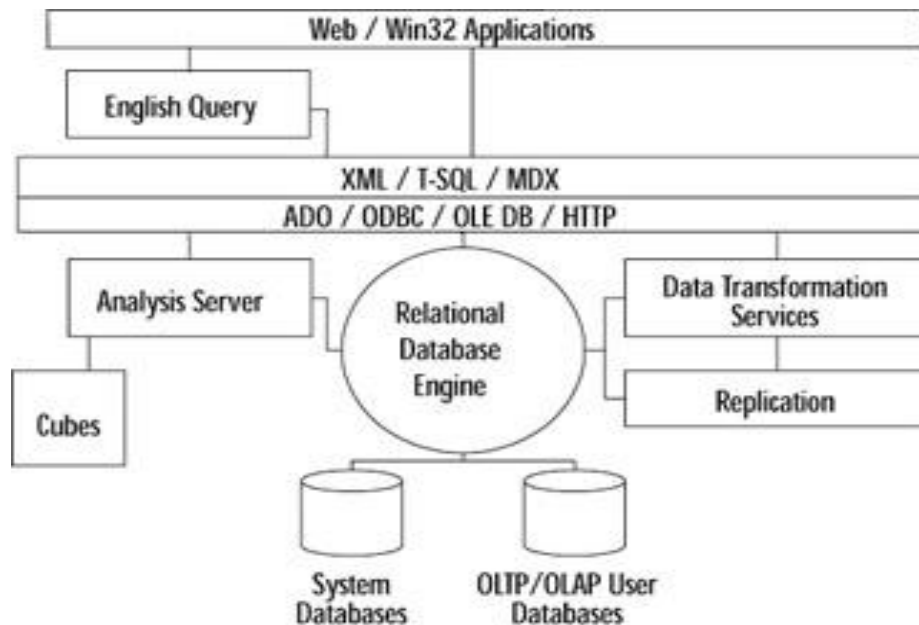 Web / Win32 Applications
English Query
XML / T-SQL / MDX
ADO / ODBC / OLE DB / HTTP
Analysis Server
Relational
Database
Engine
Data Transformation
Services
Cubes
Replication
System
Databases
OLTP/OLAP User
Databases